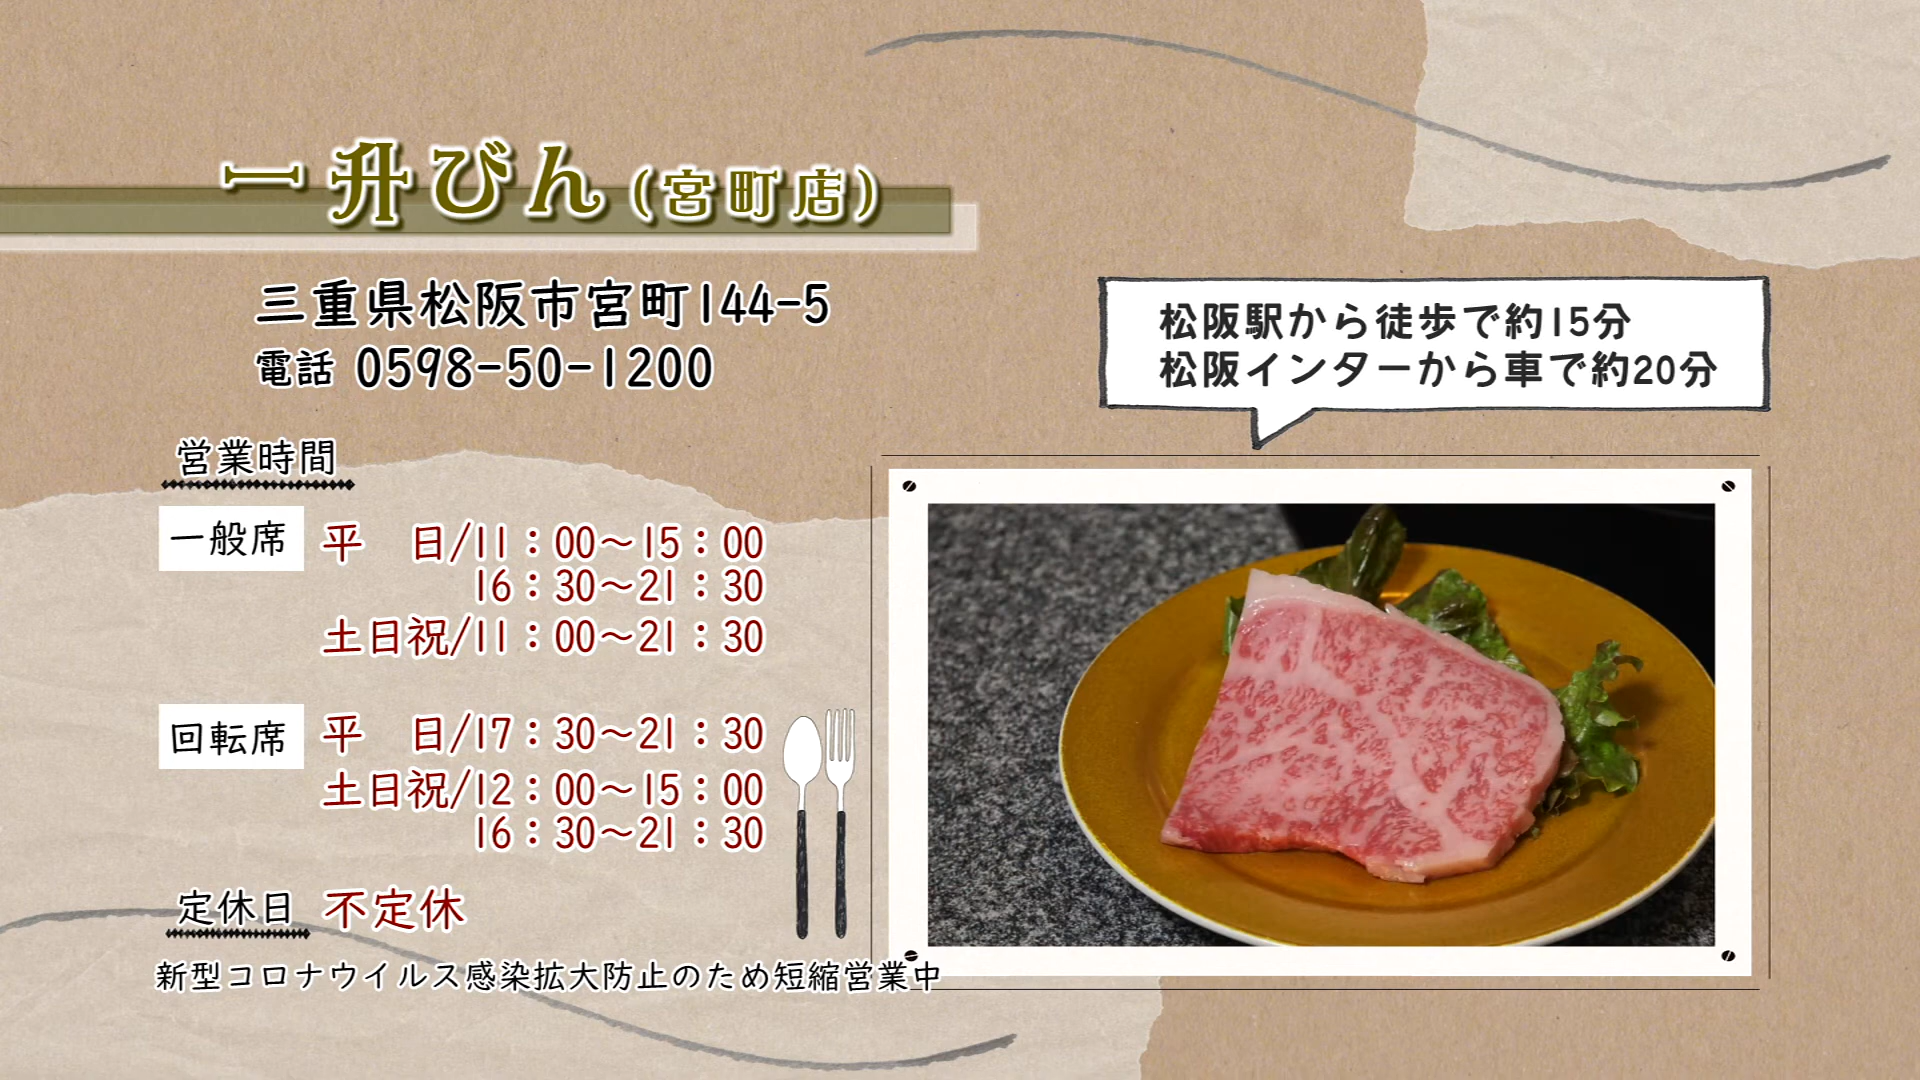 一升びん(宮町店)
三重県松阪市宮町144-5
電話 0598-50-1200
松阪駅から徒歩で約15分
松阪インターから車で約20分
営業時間
一般席 平　日/11：00～15：00
16：30～21：30
土日祝/11：00～21：30
回転席 平　日/17：30～21：30
土日祝/12：00～15：00
16：30～21：30
定休日 不定休
新型コロナウイルス感染拡大防止のため短縮営業中